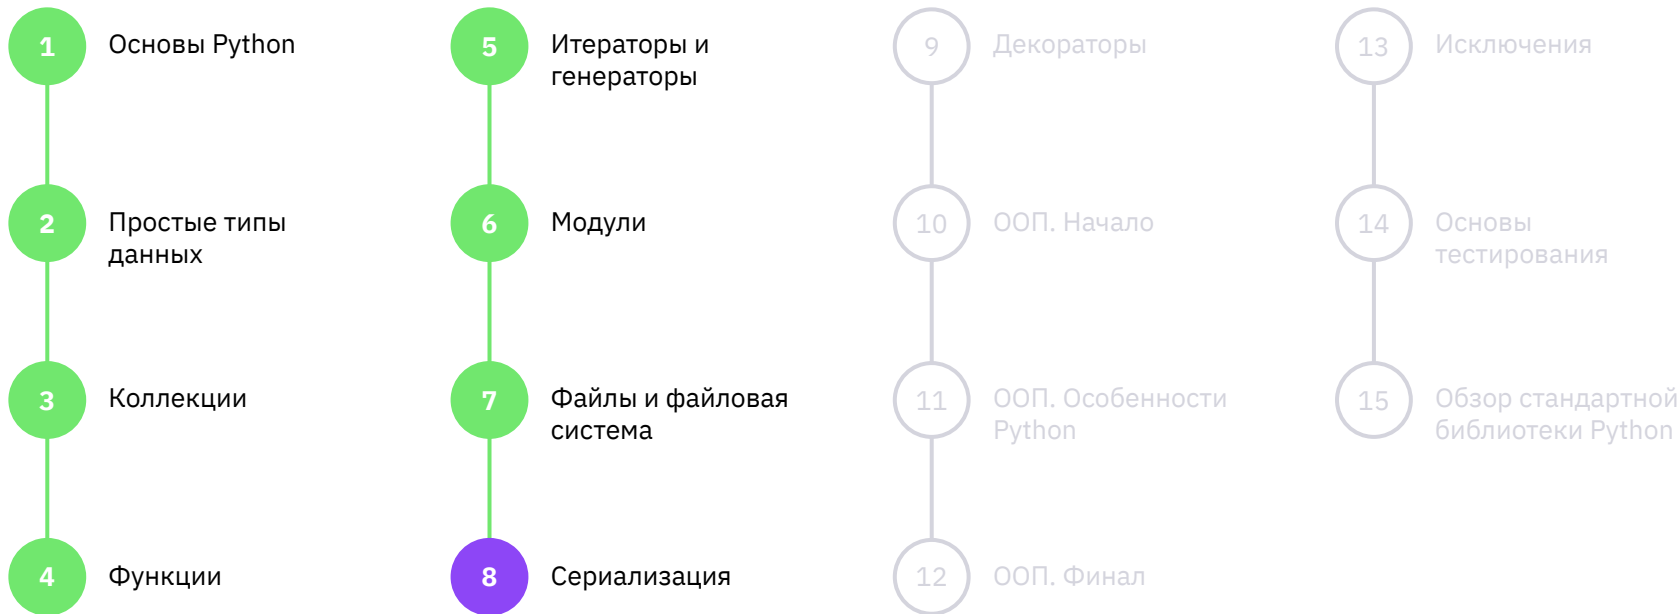 1 Основы Python
2 Простые типы
данных
3 Коллекции
4 Функции
5 Итераторы и
генераторы
6 Модули
7 Файлы и файловая
система
8 Сериализация
9 Декораторы
10 ООП. Начало
11 ООП. Особенности
Python
12 ООП. Финал
13 Исключения
14 Основы
тестирования
15 Обзор стандартной
библиотеки Python